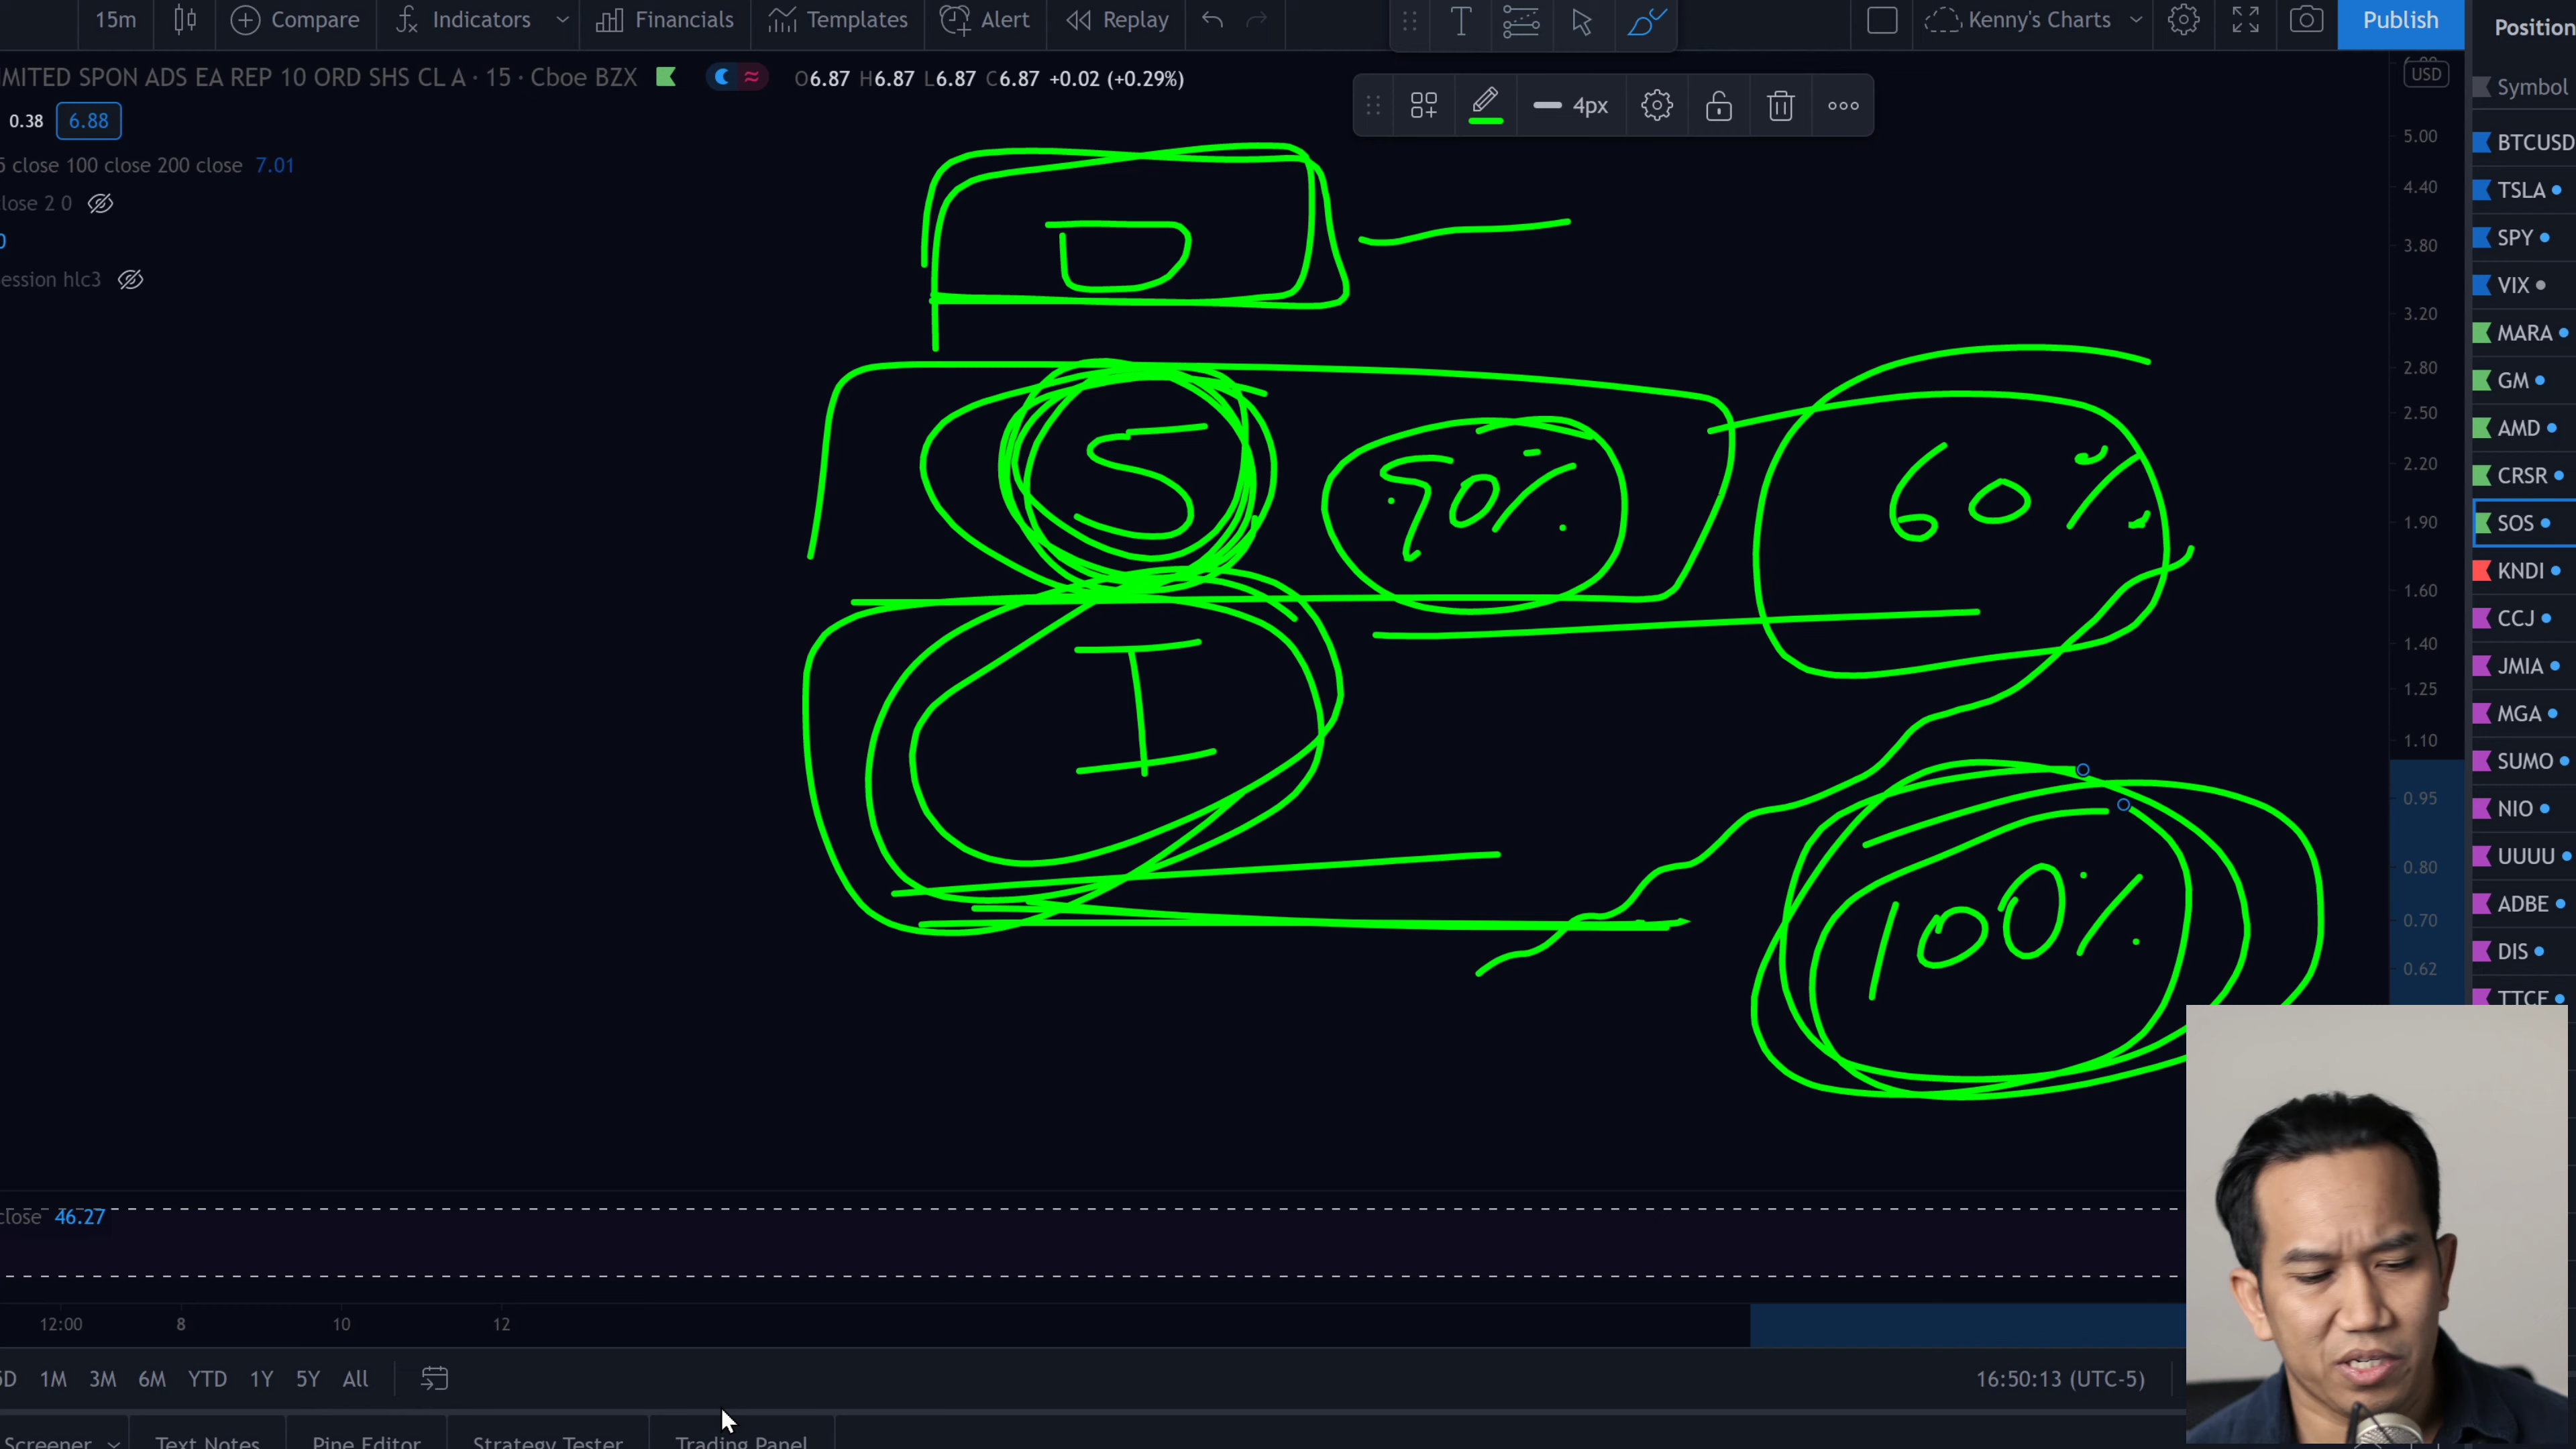 15m Compare Indicators Financials Templates Alert Replay Kenny's Charts Publish
Position
IMITED SPON ADS EA REP 10 ORD SHS CL A · 15 · Cboe BZX O6.87 H6.87 L6.87 C6.87 +0.02 (+0.29%)
USD
Symbol
0.38 6.88
4px
5 close 100 close 200 close 7.01
lose 2 0
0
ession hlc3
D
S 90% 60%
I
100%
5.00
4.40
3.80
3.20
2.80
2.50
2.20
1.90
1.60
1.40
1.25
1.10
0.95
0.80
0.70
0.62
BTCUSD
TSLA
SPY
VIX
MARA
GM
AMD
CRSR
SOS
KNDI
CCJ
JMIA
MGA
SUMO
NIO
UUUU
ADBE
DIS
TTCF
close 46.27
12:00 8 10 12
5D 1M 3M 6M YTD 1Y 5Y All
16:50:13 (UTC-5)
Screener Text Notes Pine Editor Strategy Tester Trading Panel